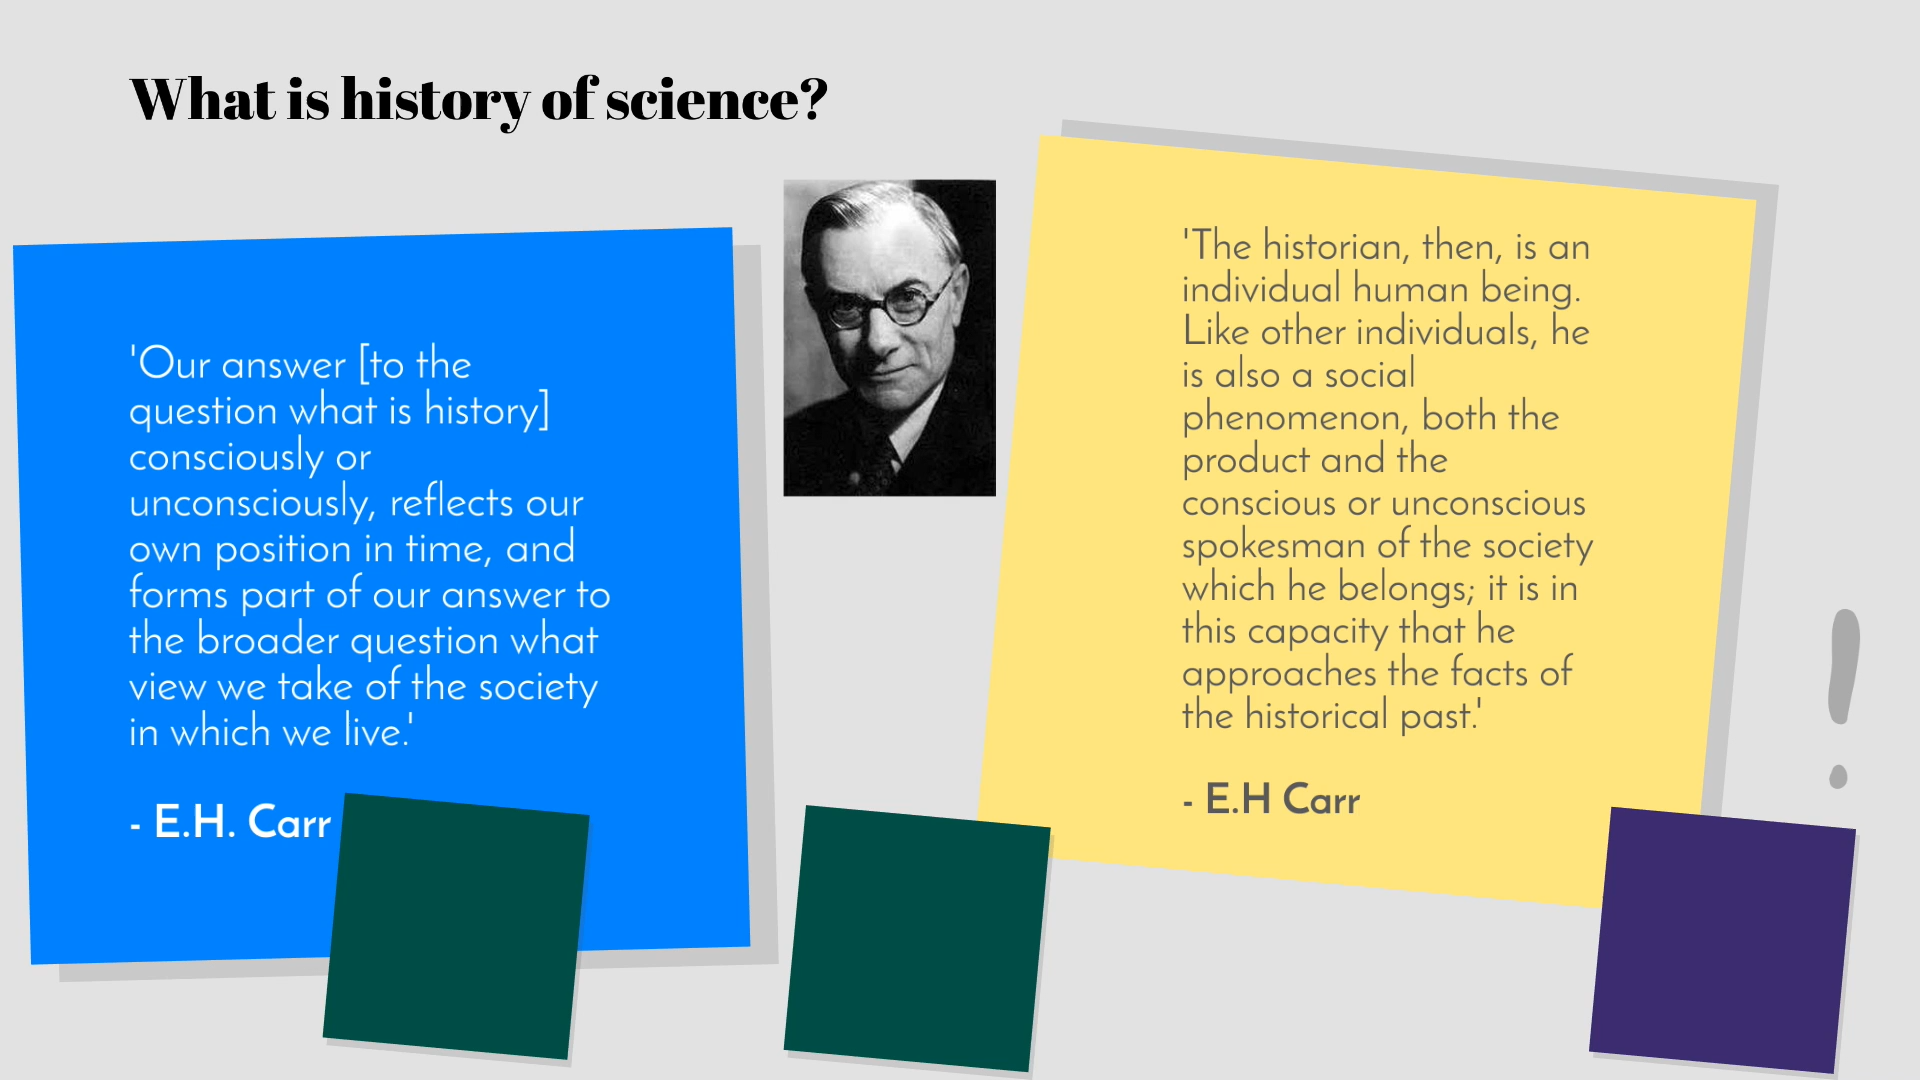 What is history of science?
'Our answer [to the
question what is history]
consciously or
unconsciously, reflects our
own position in time, and
forms part of our answer to
the broader question what
view we take of the society
in which we live.'
- E.H. Carr
'The historian, then, is an
individual human being.
Like other individuals, he
is also a social
phenomenon, both the
product and the
conscious or unconscious
spokesman of the society
which he belongs; it is in
this capacity that he
approaches the facts of
the historical past.'
- E.H Carr
!